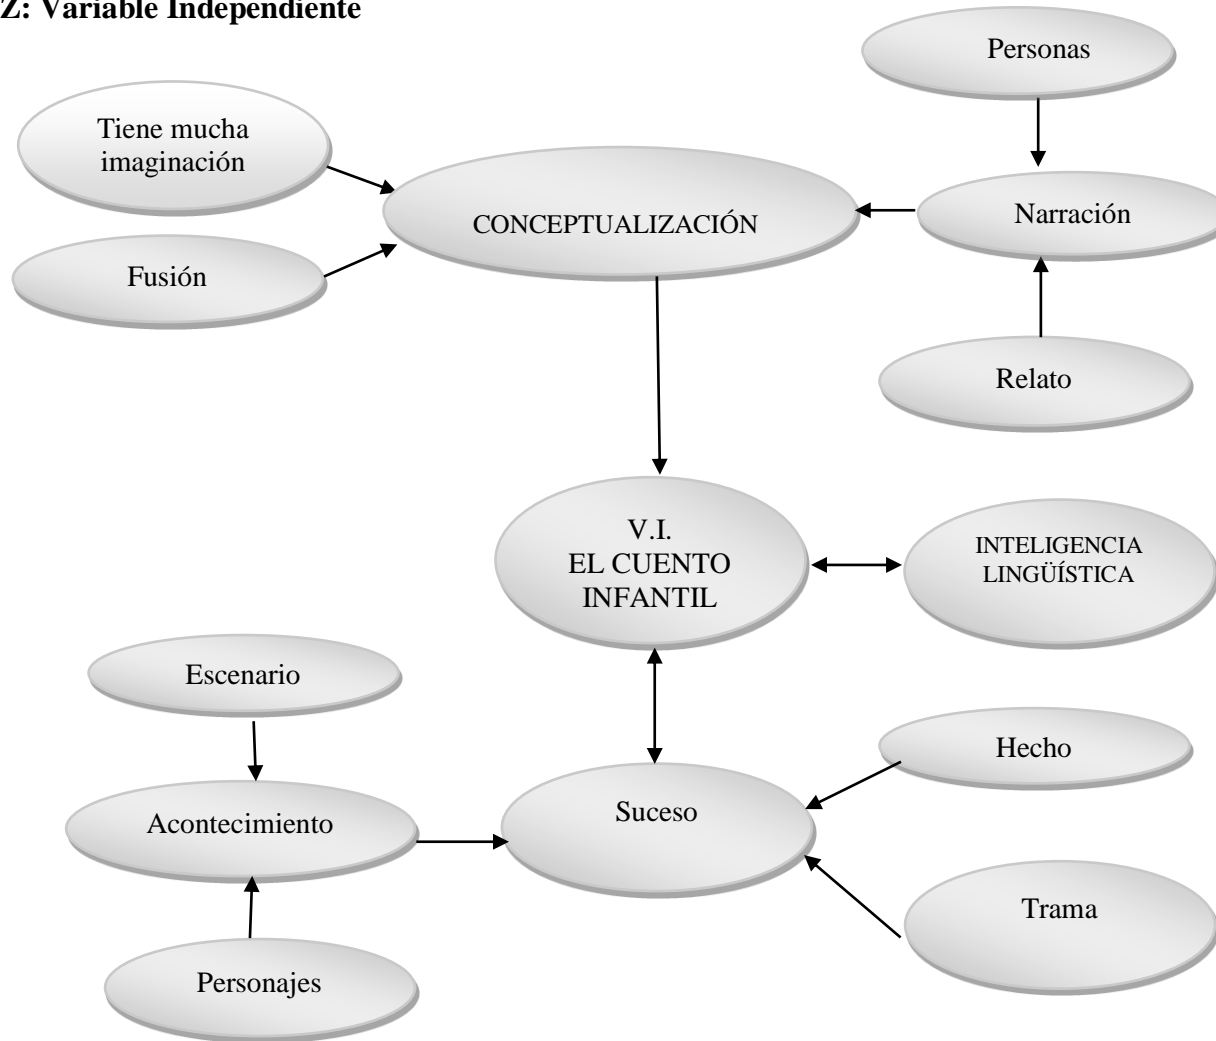 Z: Variable Independiente
Personas
Tiene mucha
imaginación
CONCEPTUALIZACIÓN
Narración
Fusión
Relato
V.I.
EL CUENTO
INFANTIL
INTELIGENCIA
LINGÜÍSTICA
Escenario
Hecho
Acontecimiento
Suceso
Trama
Personajes